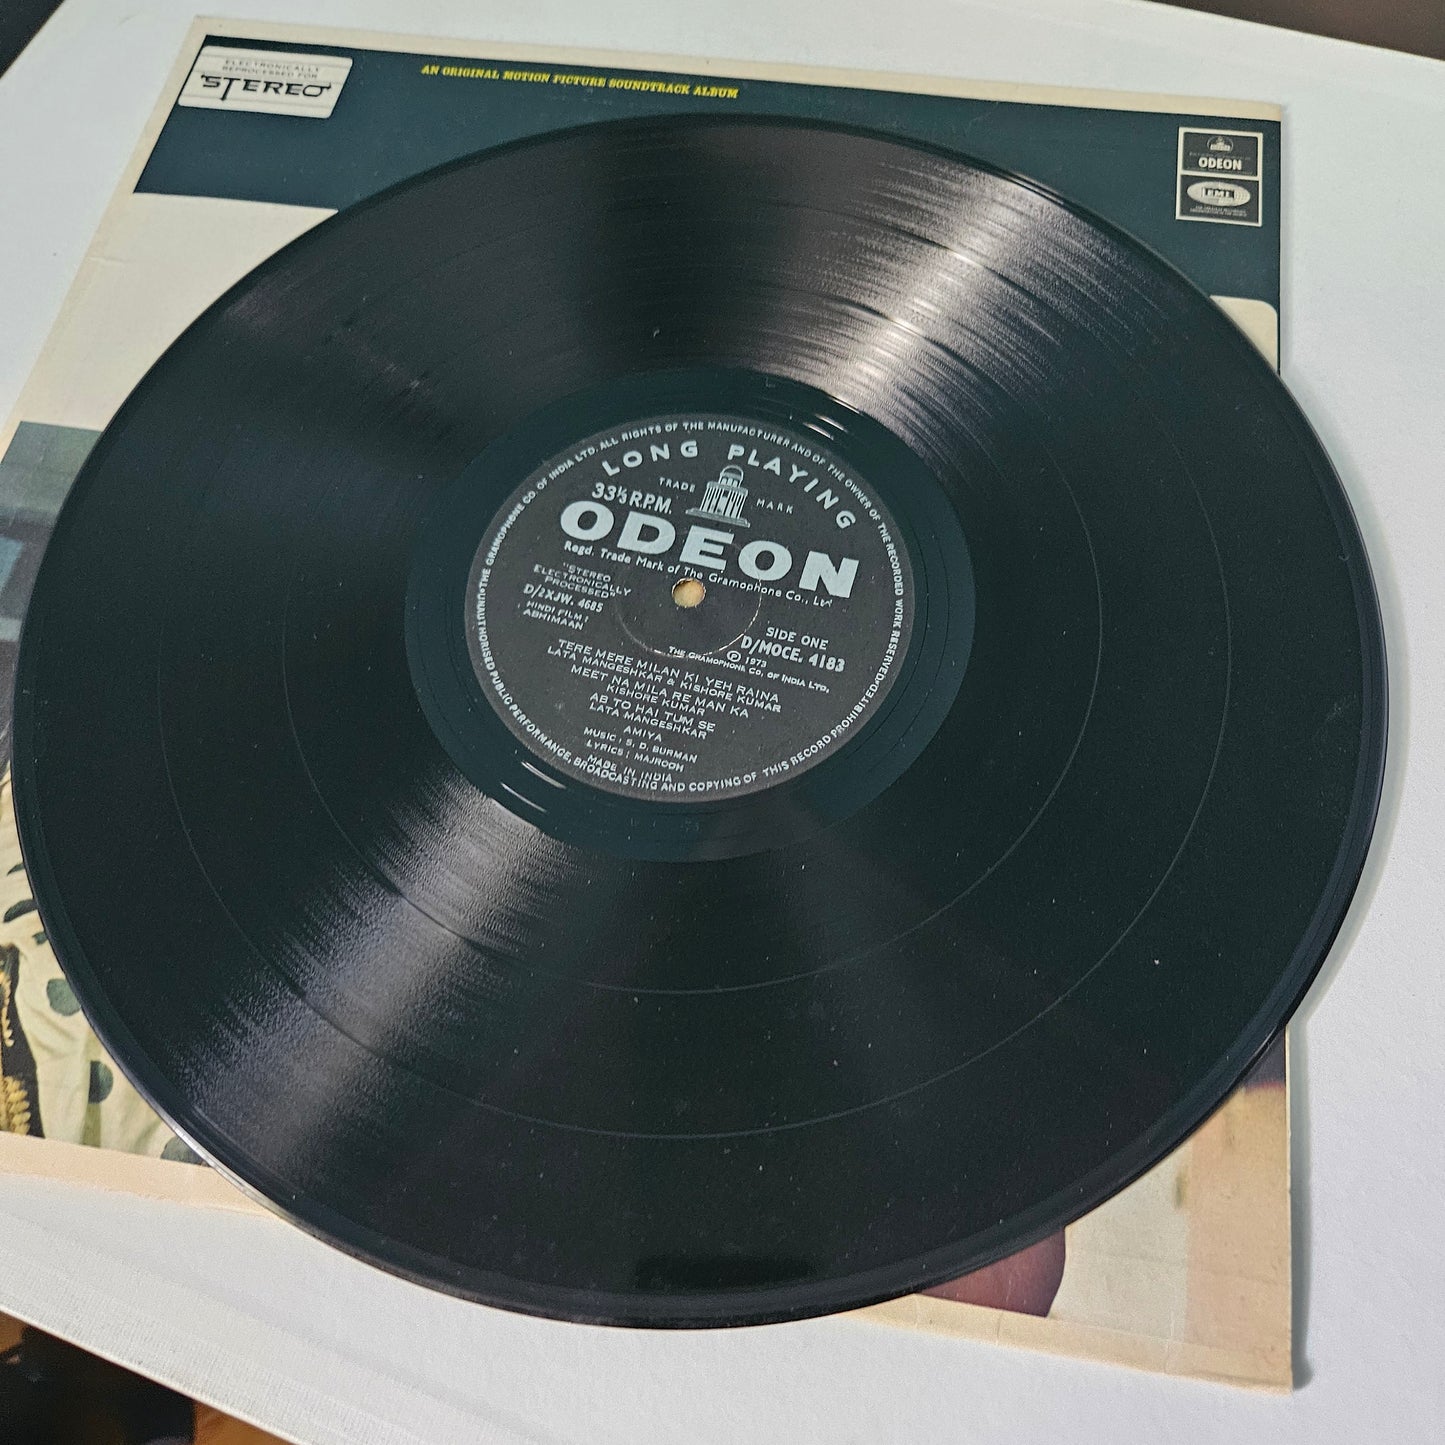 ELECTRONICALLY
REPROCESSED FOR
STEREO
AN ORIGINAL MOTION PICTURE SOUNDTRACK ALBUM
ODEON
EMI
THE GRAMOPHONE CO. OF INDIA LTD. ALL RIGHTS OF THE MANUFACTURER AND OF THE OWNER OF THE RECORDED WORK RESERVED. UNAUTHORISED PUBLIC PERFORMANCE, BROADCASTING AND COPYING OF THIS RECORD PROHIBITED
LONG PLAYING
TRADE MARK
33⅓ R.P.M.
ODEON
Regd. Trade Mark of The Gramophone Co., Ltd
"STEREO
ELECTRONICALLY
PROCESSED"
D/2XJW. 4685
HINDI FILM :
ABHIMAAN
SIDE ONE
D/MOCE. 4183
℗ 1973
THE GRAMOPHONE CO. OF INDIA LTD.
TERE MERE MILAN KI YEH RAINA
LATA MANGESHKAR & KISHORE KUMAR
MEET NA MILA RE MAN KA
KISHORE KUMAR
AB TO HAI TUM SE
LATA MANGESHKAR
AMIYA
MUSIC : S. D. BURMAN
LYRICS : MAJROOH
MADE IN INDIA